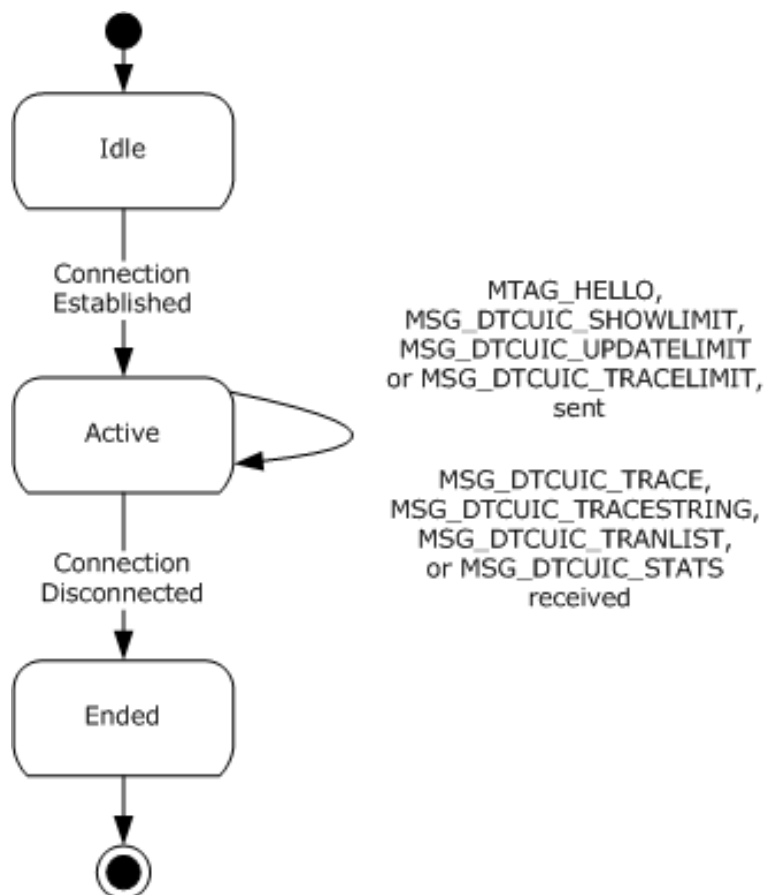 Idle
Connection
Established
MTAG_HELLO,
MSG_DTCUIC_SHOWLIMIT,
MSG_DTCUIC_UPDATELIMIT
or MSG_DTCUIC_TRACELIMIT,
sent
Active
MSG_DTCUIC_TRACE,
MSG_DTCUIC_TRACESTRING,
MSG_DTCUIC_TRANLIST,
or MSG_DTCUIC_STATS
received
Connection
Disconnected
Ended